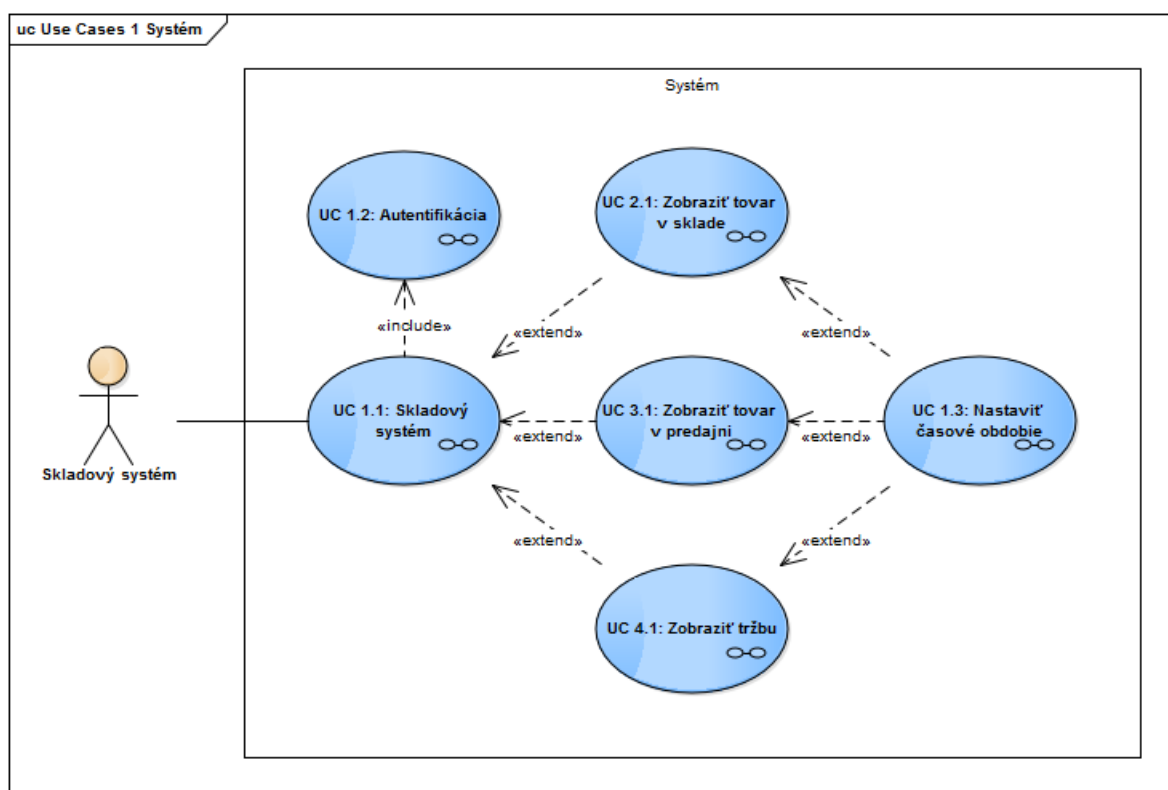 uc Use Cases 1 Systém
Systém
UC 1.2: Autentifikácia
UC 2.1: Zobraziť tovar
v sklade
«include»
«extend»
«extend»
Skladový systém
UC 1.1: Skladový
systém
UC 3.1: Zobraziť tovar
v predajni
UC 1.3: Nastaviť
časové obdobie
«extend»
«extend»
«extend»
«extend»
UC 4.1: Zobraziť tržbu